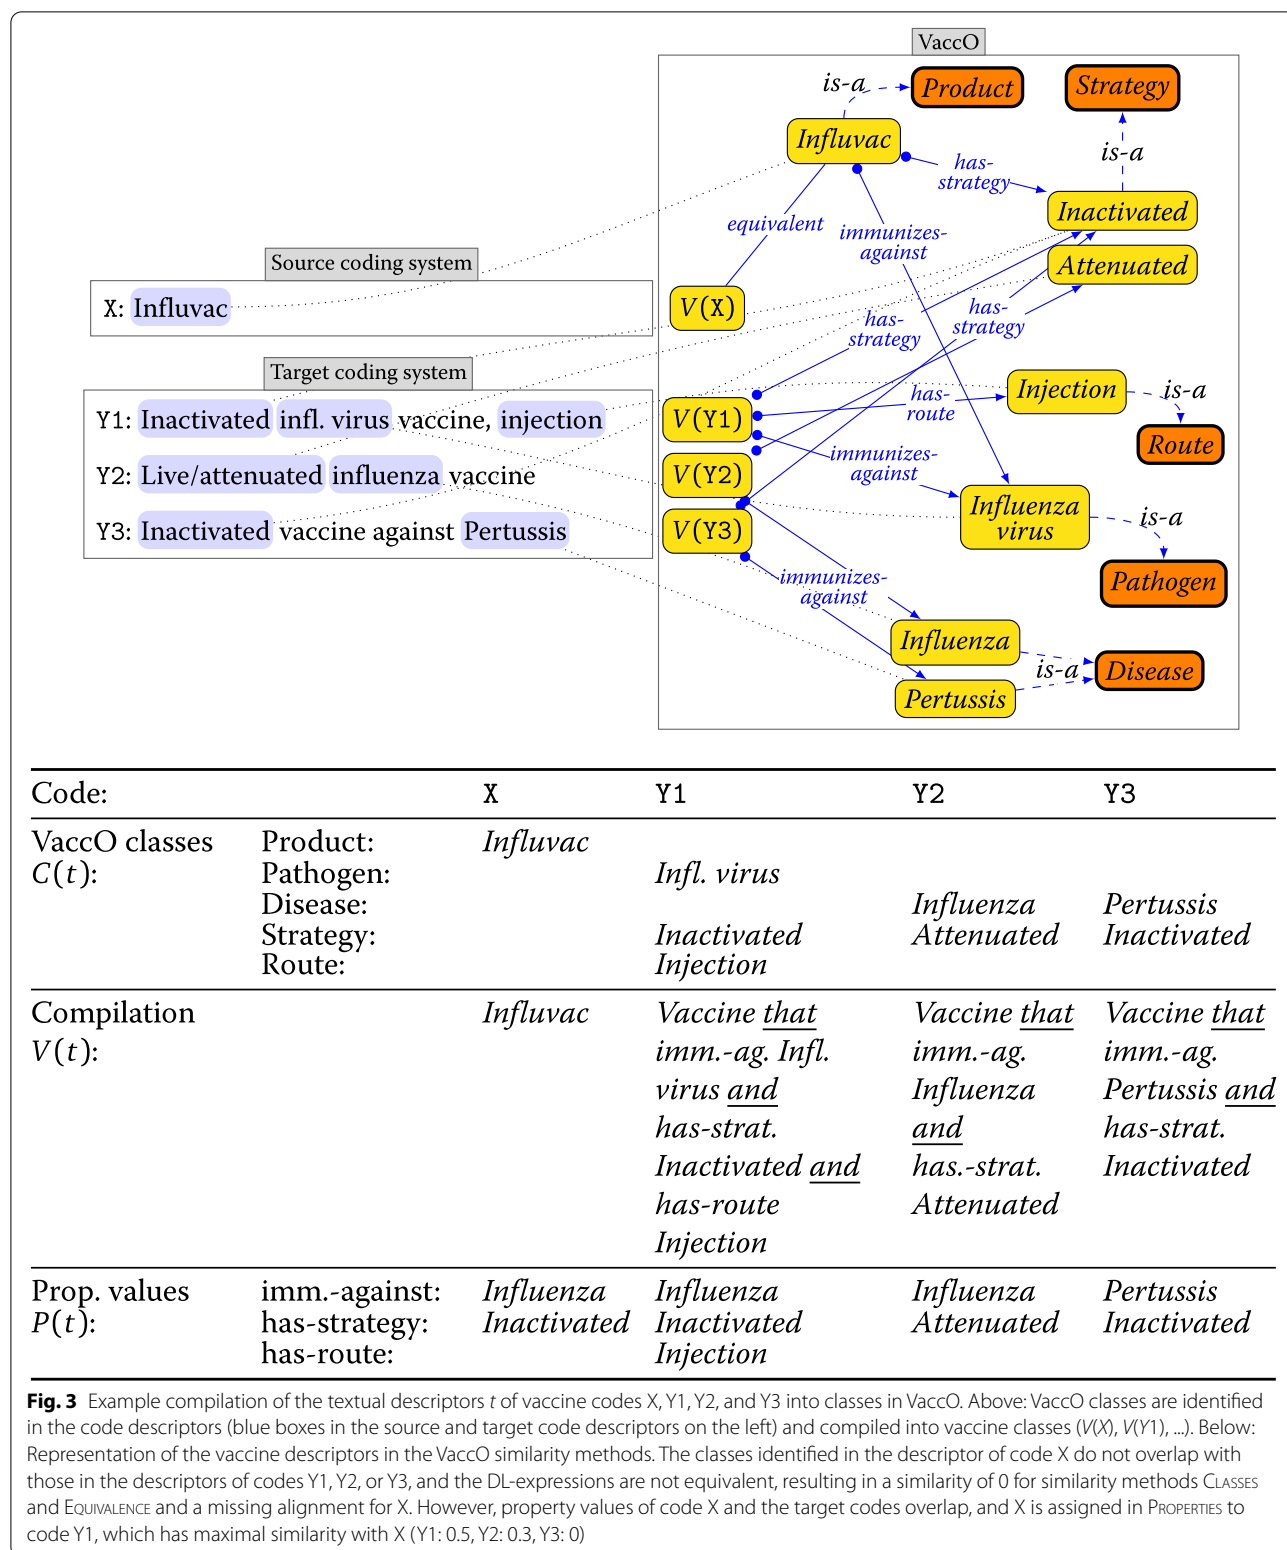 VaccO
is-a
Product
Strategy
Influvac
is-a
has-
strategy
Inactivated
equivalent
immunizes-
against
Attenuated
Source coding system
X: Influvac
V(X)
has-
strategy
has-
strategy
Target coding system
Y1: Inactivated infl. virus vaccine, injection
Y2: Live/attenuated influenza vaccine
Y3: Inactivated vaccine against Pertussis
V(Y1)
V(Y2)
V(Y3)
has-
route
Injection
is-a
Route
immunizes-
against
Influenza
virus
is-a
Pathogen
immunizes-
against
Influenza
is-a
Disease
Pertussis
Code: X Y1 Y2 Y3
VaccO classes Product: Influvac
C(t): Pathogen: Infl. virus
Disease: Influenza Pertussis
Strategy: Inactivated Attenuated Inactivated
Route: Injection
Compilation Influvac Vaccine that Vaccine that Vaccine that
V(t): imm.-ag. Infl. imm.-ag. imm.-ag.
virus and Influenza Pertussis and
has-strat. and has-strat.
Inactivated and has.-strat. Inactivated
has-route Attenuated
Injection
Prop. values imm.-against: Influenza Influenza Influenza Pertussis
P(t): has-strategy: Inactivated Inactivated Attenuated Inactivated
has-route: Injection
Fig. 3 Example compilation of the textual descriptors t of vaccine codes X, Y1, Y2, and Y3 into classes in VaccO. Above: VaccO classes are identified
in the code descriptors (blue boxes in the source and target code descriptors on the left) and compiled into vaccine classes (V(X), V(Y1), ...). Below:
Representation of the vaccine descriptors in the VaccO similarity methods. The classes identified in the descriptor of code X do not overlap with
those in the descriptors of codes Y1, Y2, or Y3, and the DL-expressions are not equivalent, resulting in a similarity of 0 for similarity methods Classes
and Equivalence and a missing alignment for X. However, property values of code X and the target codes overlap, and X is assigned in Properties to
code Y1, which has maximal similarity with X (Y1: 0.5, Y2: 0.3, Y3: 0)